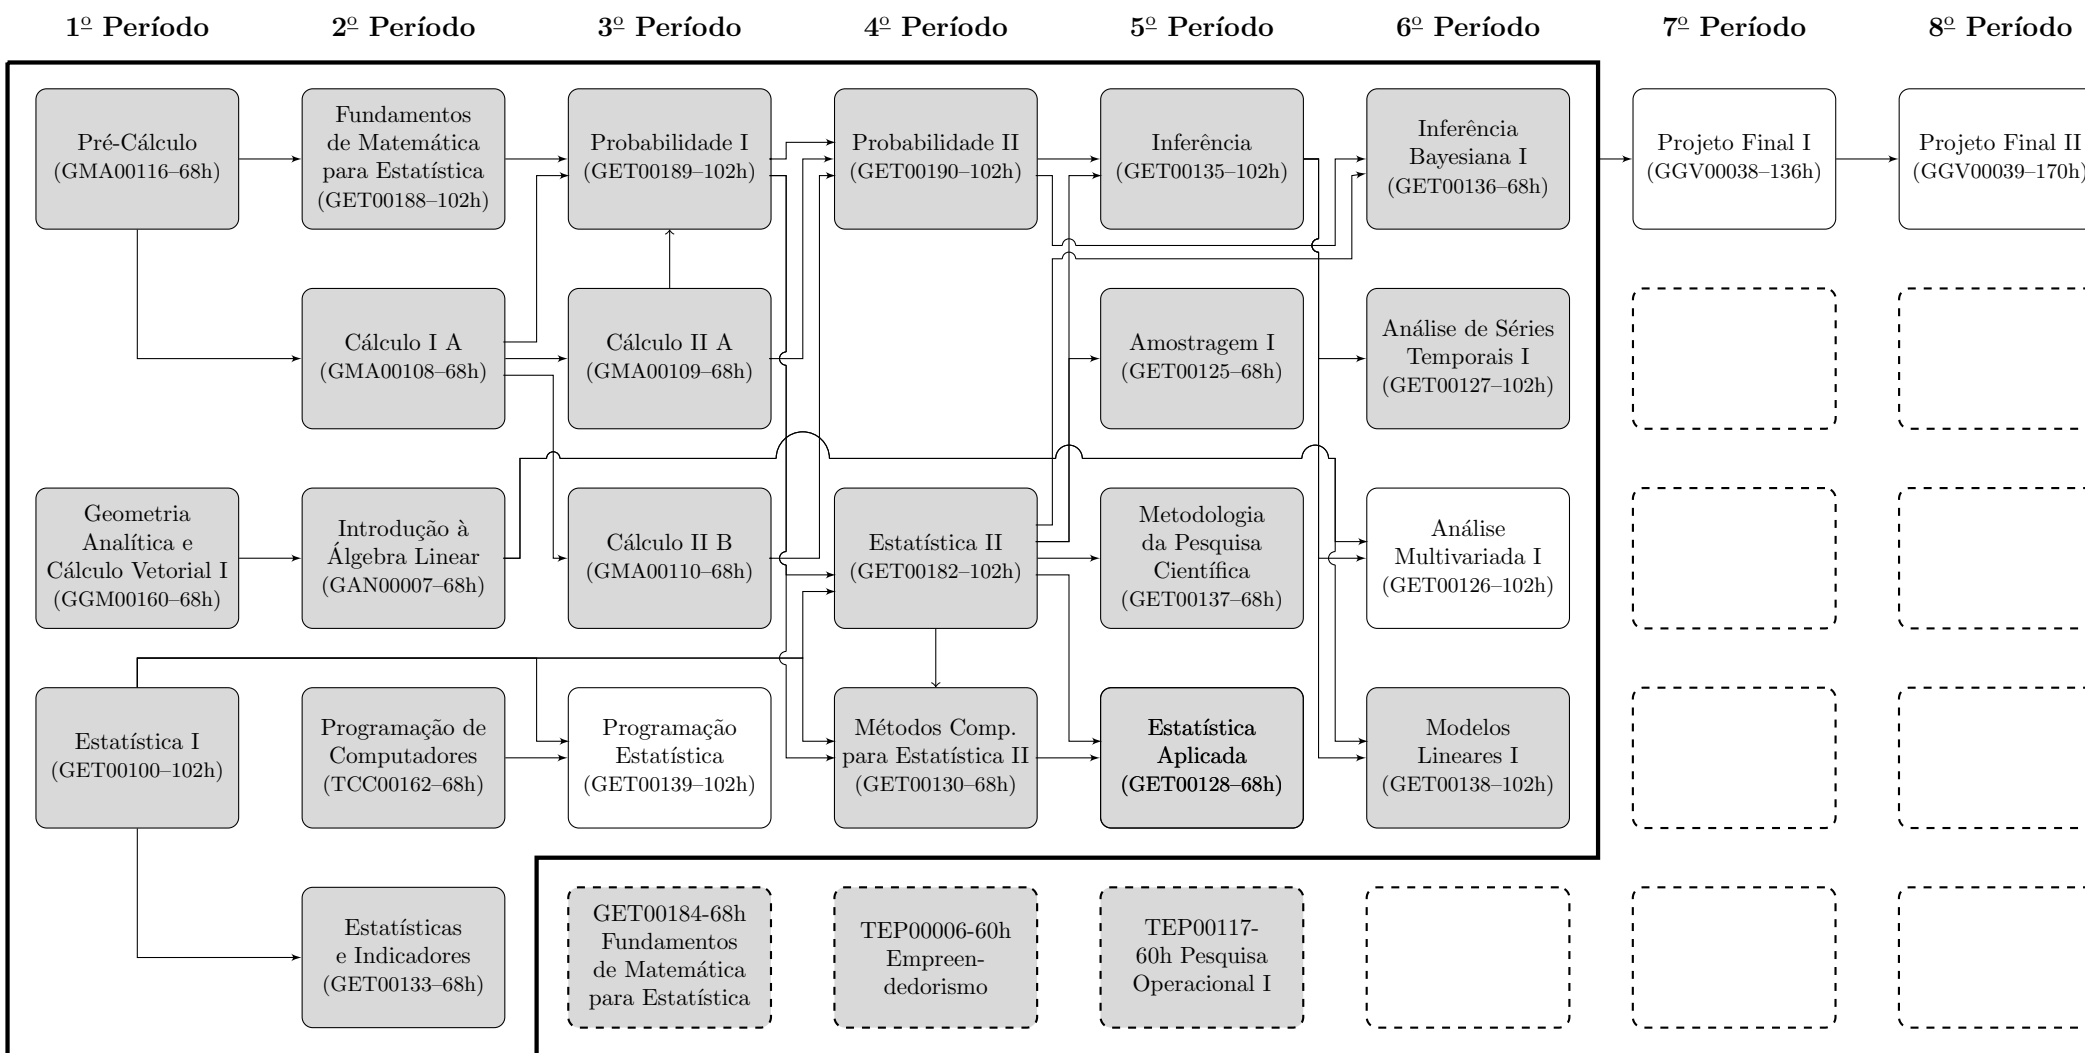 1º Período
2º Período
3º Período
4º Período
5º Período
6º Período
7º Período
8º Período
Pré-Cálculo
(GMA00116–68h)
Fundamentos
de Matemática
para Estatística
(GET00188–102h)
Probabilidade I
(GET00189–102h)
Probabilidade II
(GET00190–102h)
Inferência
(GET00135–102h)
Inferência
Bayesiana I
(GET00136–68h)
Projeto Final I
(GGV00038–136h)
Projeto Final II
(GGV00039–170h)
Cálculo I A
(GMA00108–68h)
Cálculo II A
(GMA00109–68h)
Amostragem I
(GET00125–68h)
Análise de Séries
Temporais I
(GET00127–102h)
Geometria
Analítica e
Cálculo Vetorial I
(GGM00160–68h)
Introdução à
Álgebra Linear
(GAN00007–68h)
Cálculo II B
(GMA00110–68h)
Estatística II
(GET00182–102h)
Metodologia
da Pesquisa
Científica
(GET00137–68h)
Análise
Multivariada I
(GET00126–102h)
Estatística I
(GET00100–102h)
Programação de
Computadores
(TCC00162–68h)
Programação
Estatística
(GET00139–102h)
Métodos Comp.
para Estatística II
(GET00130–68h)
Estatística
Aplicada
(GET00128–68h)
Modelos
Lineares I
(GET00138–102h)
Estatísticas
e Indicadores
(GET00133–68h)
GET00184-68h
Fundamentos
de Matemática
para Estatística
TEP00006-60h
Empreen-
dedorismo
TEP00117-
60h Pesquisa
Operacional I